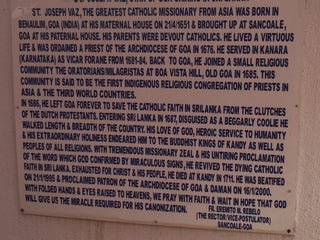 ST. JOSEPH VAZ, THE GREATEST CATHOLIC MISSIONARY FROM ASIA WAS BORN IN
BENAULIM, GOA (INDIA) AT HIS MATERNAL HOUSE ON 21/4/1651 & BROUGHT UP AT SANCOALE,
GOA AT HIS PATERNAL HOUSE. HIS PARENTS WERE DEVOUT CATHOLICS. HE LIVED A VIRTUOUS
LIFE & WAS ORDAINED A PRIEST OF THE ARCHDIOCESE OF GOA IN 1676. HE SERVED IN KANARA
(KARNATAKA) AS VICAR FORANE FROM 1681-84. BACK TO GOA, HE JOINED A SMALL RELIGIOUS
COMMUNITY THE ORATORIANS/MILAGRISTAS AT BOA VISTA HILL, OLD GOA IN 1685. THIS
COMMUNITY IS SAID TO BE THE FIRST INDIGENOUS RELIGIOUS CONGREGATION OF PRIESTS IN
ASIA & THE THIRD WORLD COUNTRIES.
IN 1686, HE LEFT GOA FOREVER TO SAVE THE CATHOLIC FAITH IN SRILANKA FROM THE CLUTCHES
OF THE DUTCH PROTESTANTS. ENTERING SRI LANKA IN 1687, DISGUISED AS A BEGGARLY COOLIE HE
WALKED LENGTH & BREADTH OF THE COUNTRY. HIS LOVE OF GOD, HEROIC SERVICE TO HUMANITY
& HIS EXTRAORDINARY HOLINESS ENDEARED HIM TO THE BUDDHIST KINGS OF KANDY AS WELL AS
PEOPLES OF ALL RELIGIONS. WITH TREMENDOUS MISSIONARY ZEAL & HIS UNTIRING PROCLAMATION
OF THE WORD WHICH GOD CONFIRMED BY MIRACULOUS SIGNS, HE REVIVED THE DYING CATHOLIC
FAITH IN SRI LANKA. EXHAUSTED FOR CHRIST & HIS PEOPLE, HE DIED AT KANDY IN 1711. HE WAS BEATIFIED
ON 21/1/1995 & PROCLAIMED PATRON OF THE ARCHDIOCESE OF GOA & DAMAN ON 16/1/2000.
WITH FOLDED HANDS & EYES RAISED TO HEAVENS, WE PRAY WITH FAITH & WAIT IN HOPE THAT GOD
WILL GIVE US THE MIRACLE REQUIRED FOR HIS CANONIZATION.
FR. EREMITO N. REBELO
(THE RECTOR/VICE-POSTULATOR)
SANCOALE-GOA